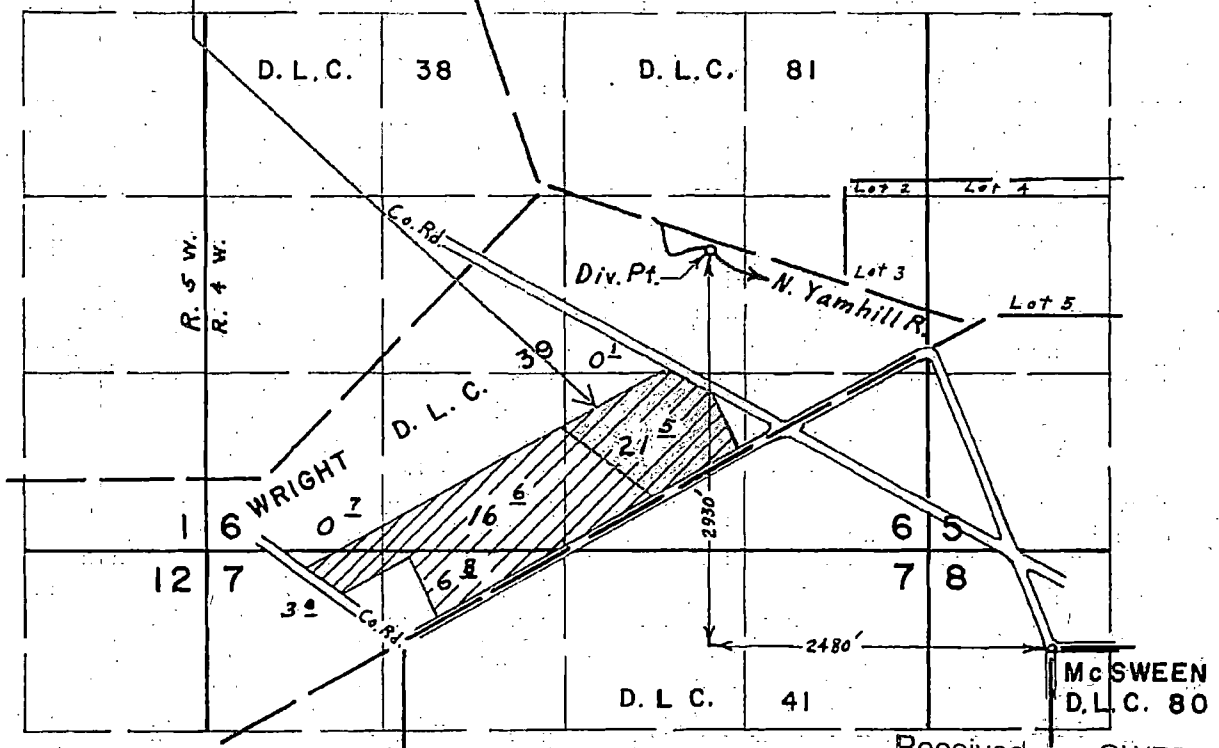 D. L. C. 38
D. L. C. 81
Lot 2
Lot 4
R. 5 W.
R. 4 W.
Co. Rd.
Div. Pt.
Lot 3
N. Yamhill R.
Lot 5
39
0 1
D. L. C.
21 5
WRIGHT
16 6
2930'
0 7
1 6
6 5
12 7
7 8
6 8
Co. Rd.
2480'
McSWEEN
D. L. C. 80
D. L C. 41
Received